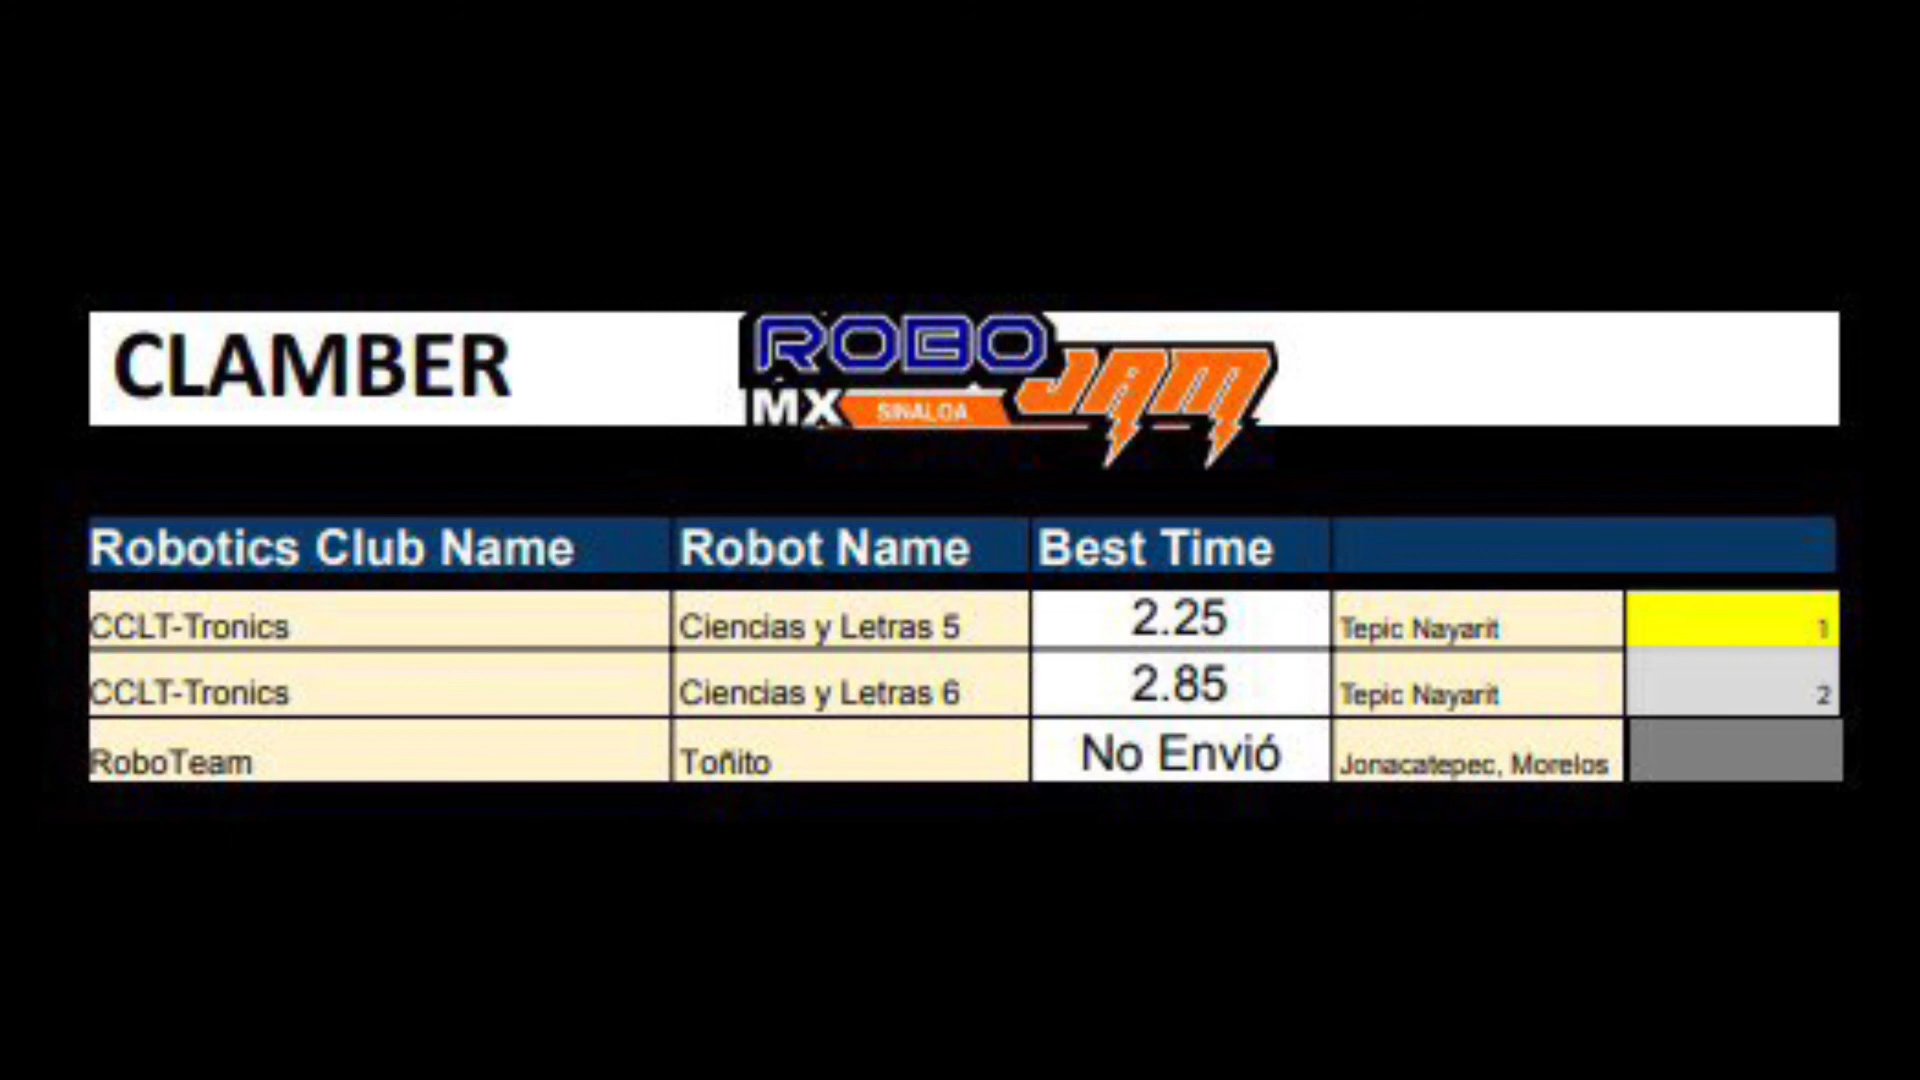 CLAMBER
ROBO
JAM
MX SINALOA
Robotics Club Name Robot Name Best Time
CCLT-Tronics Ciencias y Letras 5 2.25 Tepic Nayarit 1
CCLT-Tronics Ciencias y Letras 6 2.85 Tepic Nayarit 2
RoboTeam Toñito No Envió Jonacatepec, Morelos